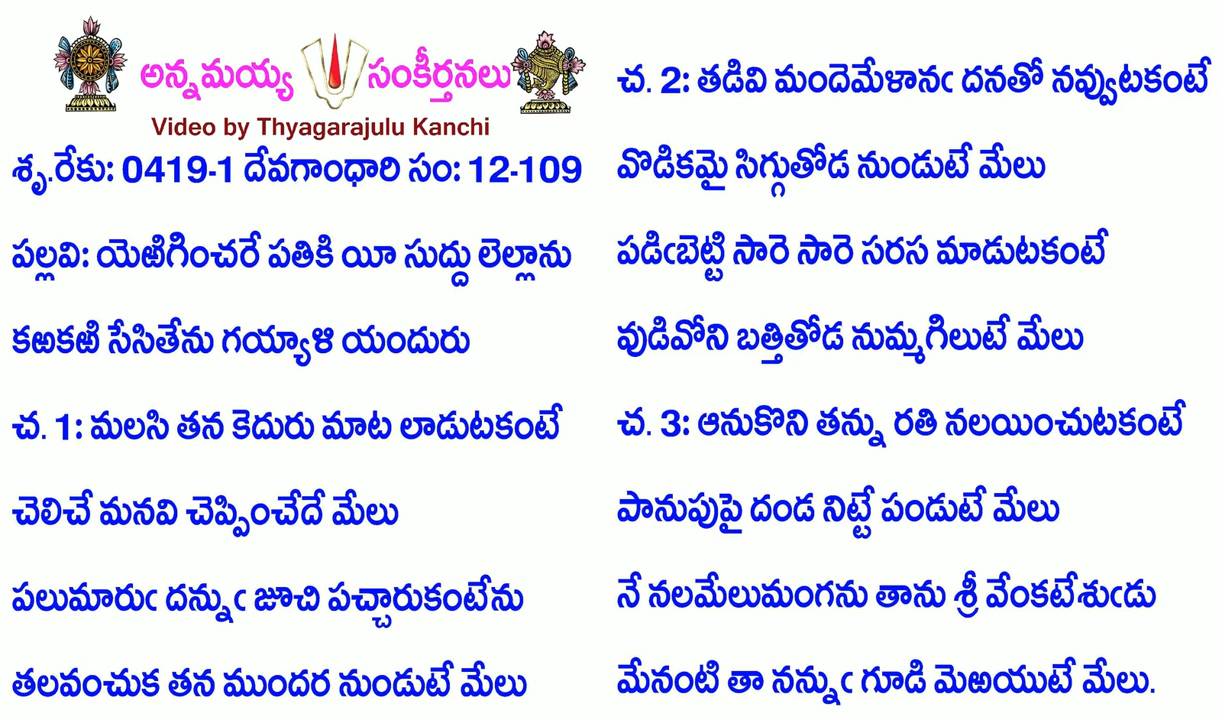 అన్నమయ్య సంకీర్తనలు
Video by Thyagarajulu Kanchi
శృ.రేకు: 0419-1 దేవగాంధారి సం: 12-109
పల్లవి: యెఱిగించరే పతికి యీ సుద్దు లెల్లాను
కఱకఱి సేసితేను గయ్యాళి యందురు
చ. 1: మలసి తన కెదురు మాట లాడుటకంటే
చెలిచే మనవి చెప్పించేదే మేలు
పలుమారుఁ దన్నుఁ జూచి పచ్చారుకంటేను
తలవంచుక తన ముందర నుండుటే మేలు
చ. 2: తడివి మందెమేళానఁ దనతో నవ్వుటకంటే
వొడికమై సిగ్గుతోడ నుండుటే మేలు
పడిఁబెట్టి సారె సారె సరస మాడుటకంటే
వుడివోని బత్తితోడ నుమ్మగిలుటే మేలు
చ. 3: ఆనుకొని తన్ను రతి నలయించుటకంటే
పానుపుపై దండ నిట్టే పండుటే మేలు
నే నలమేలుమంగను తాను శ్రీ వేంకటేశుఁడు
మేనంటి తా నన్నుఁ గూడి మెఱయుటే మేలు.